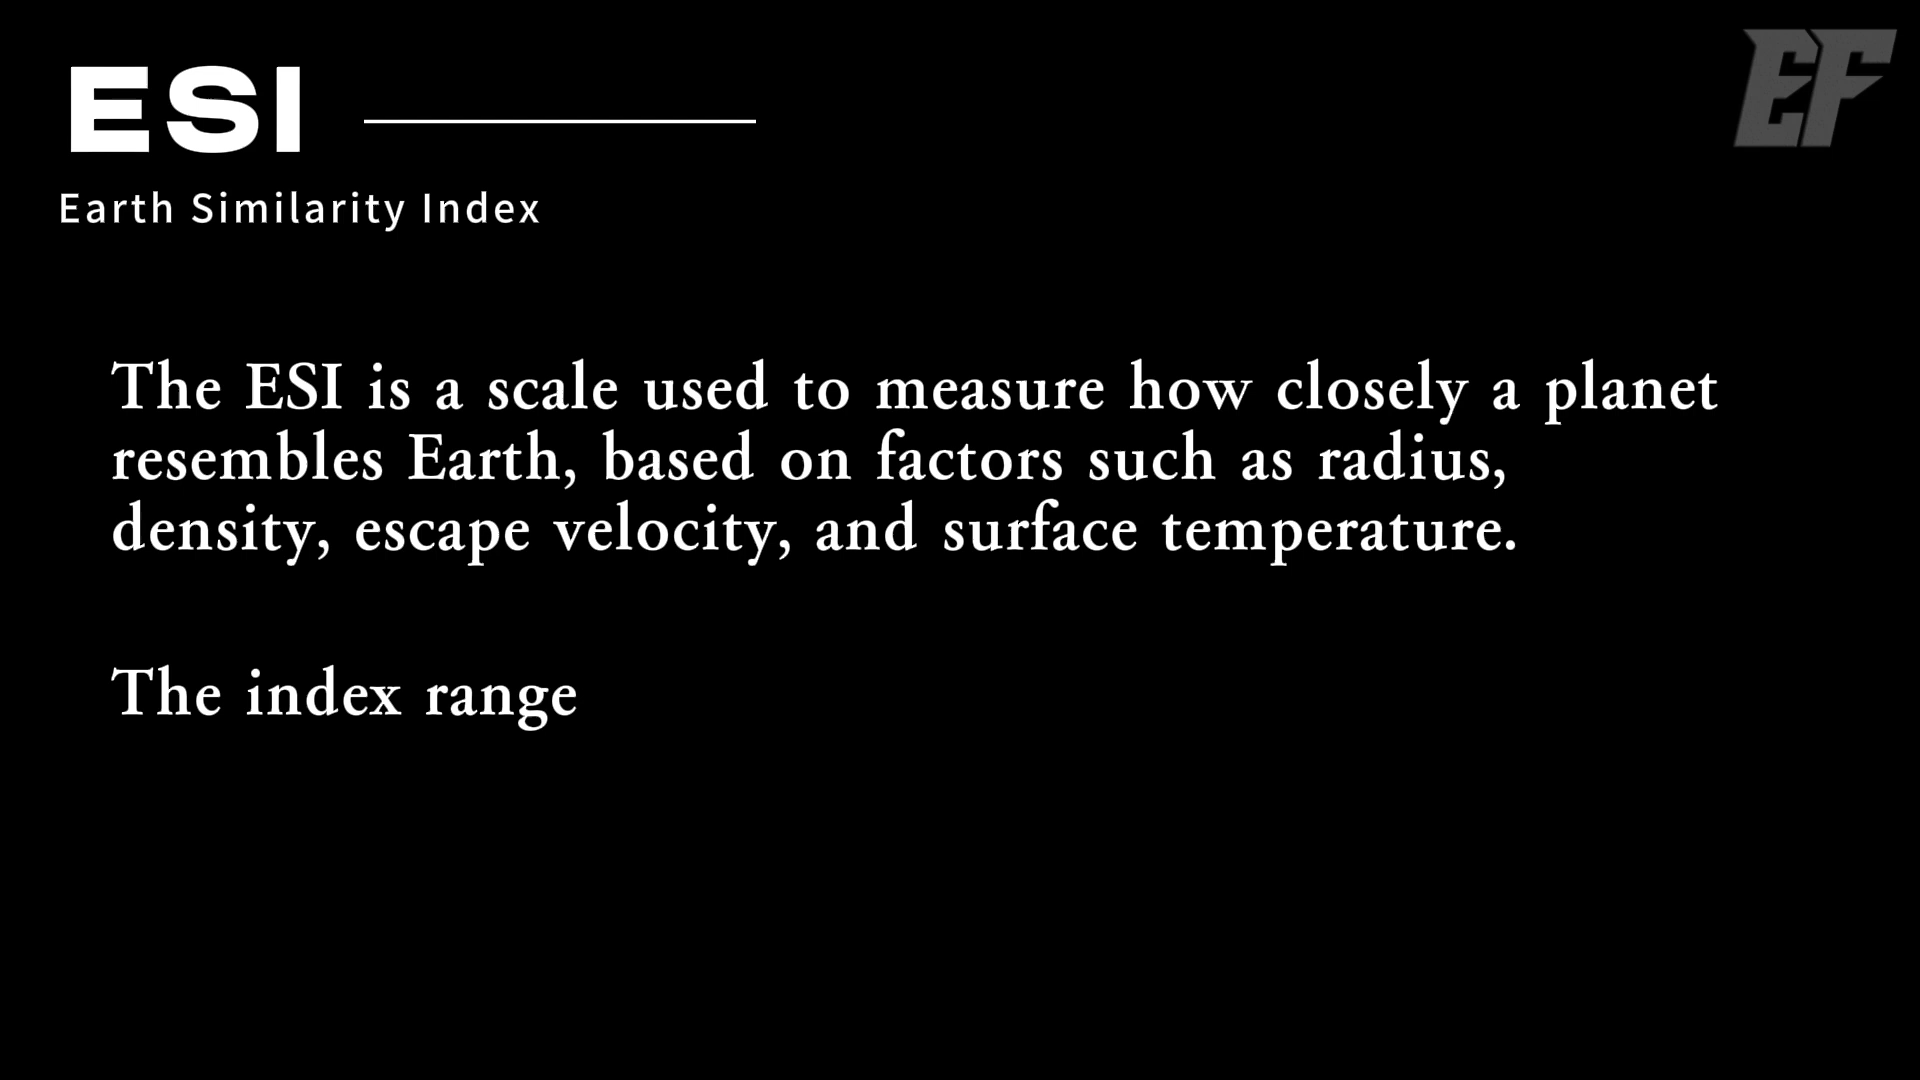 ESI
EF
Earth Similarity Index
The ESI is a scale used to measure how closely a planet
resembles Earth, based on factors such as radius,
density, escape velocity, and surface temperature.
The index range